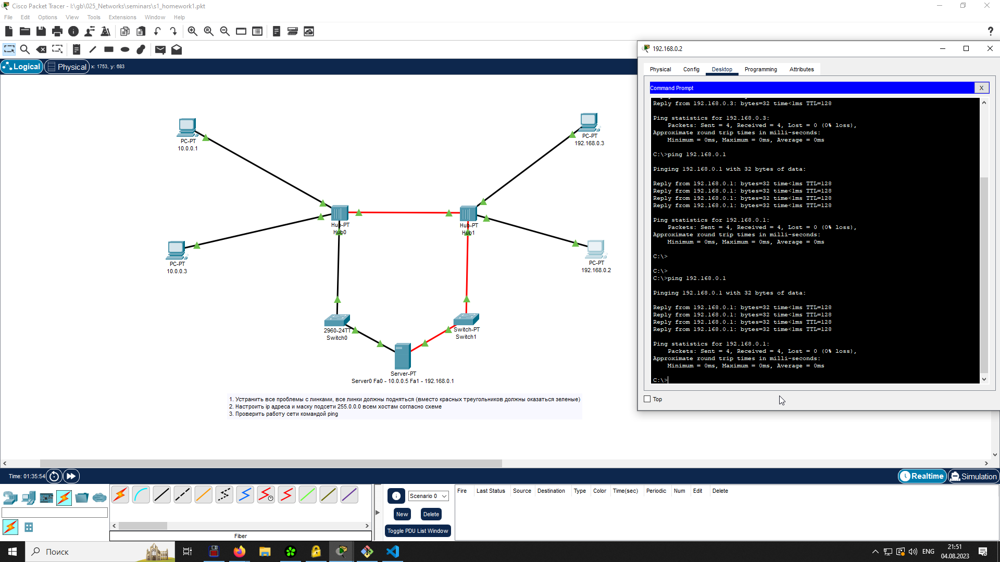 Cisco Packet Tracer - I:\gb\025_Networks\seminars\s1_homework1.pkt
File Edit Options View Tools Extensions Window Help
Logical Physical x: 1753, y: 683
PC-PT
10.0.0.1
PC-PT
192.168.0.3
Hub-PT
Hub0
Hub-PT
Hub1
PC-PT
10.0.0.3
PC-PT
192.168.0.2
2960-24TT
Switch0
Switch-PT
Switch1
Server-PT
Server0 Fa0 - 10.0.0.5 Fa1 - 192.168.0.1
1. Устранить все проблемы с линками, все линки должны подняться (вместо красных треугольников должны оказаться зеленые)
2. Настроить ip адреса и маску подсети 255.0.0.0 всем хостам согласно схеме
3. Проверить работу сети командой ping
192.168.0.2
Physical Config Desktop Programming Attributes
Command Prompt X
Reply from 192.168.0.3: bytes=32 time<1ms TTL=128
Ping statistics for 192.168.0.3:
Packets: Sent = 4, Received = 4, Lost = 0 (0% loss),
Approximate round trip times in milli-seconds:
Minimum = 0ms, Maximum = 0ms, Average = 0ms
C:\>ping 192.168.0.1
Pinging 192.168.0.1 with 32 bytes of data:
Reply from 192.168.0.1: bytes=32 time<1ms TTL=128
Reply from 192.168.0.1: bytes=32 time<1ms TTL=128
Reply from 192.168.0.1: bytes=32 time<1ms TTL=128
Reply from 192.168.0.1: bytes=32 time<1ms TTL=128
Ping statistics for 192.168.0.1:
Packets: Sent = 4, Received = 4, Lost = 0 (0% loss),
Approximate round trip times in milli-seconds:
Minimum = 0ms, Maximum = 0ms, Average = 0ms
C:\>
C:\>
C:\>ping 192.168.0.1
Pinging 192.168.0.1 with 32 bytes of data:
Reply from 192.168.0.1: bytes=32 time<1ms TTL=128
Reply from 192.168.0.1: bytes=32 time<1ms TTL=128
Reply from 192.168.0.1: bytes=32 time<1ms TTL=128
Reply from 192.168.0.1: bytes=32 time<1ms TTL=128
Ping statistics for 192.168.0.1:
Packets: Sent = 4, Received = 4, Lost = 0 (0% loss),
Approximate round trip times in milli-seconds:
Minimum = 0ms, Maximum = 0ms, Average = 0ms
C:\>
Top
Time: 01:35:54
Realtime Simulation
Scenario 0
New Delete
Toggle PDU List Window
Fire Last Status Source Destination Type Color Time(sec) Periodic Num Edit Delete
Fiber
Поиск
ENG
21:51
04.08.2023